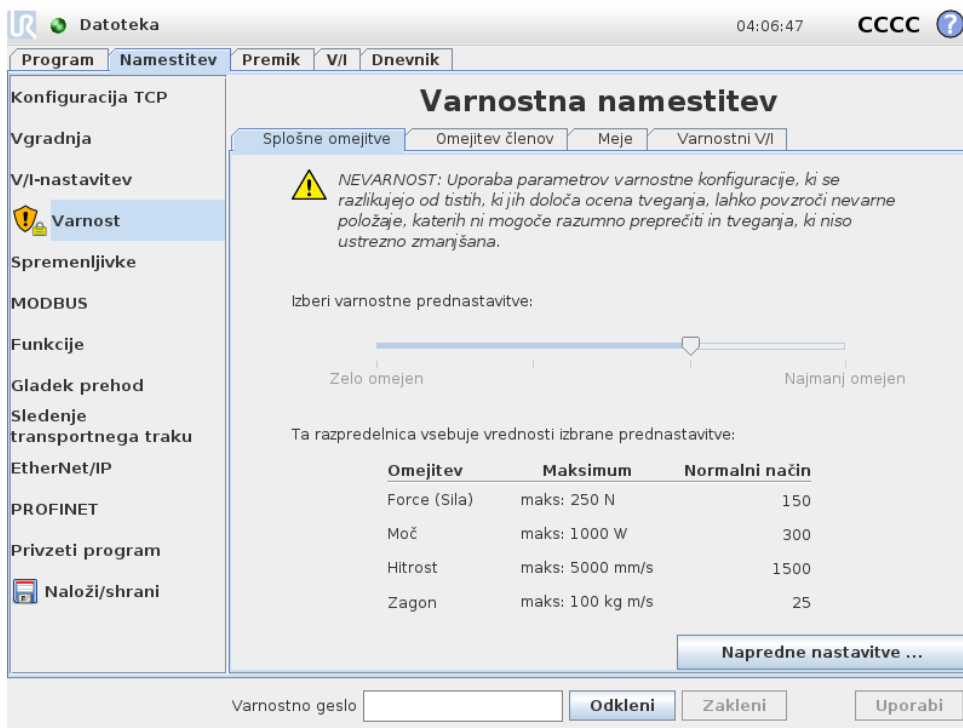 UR Datoteka 04:06:47 CCCC ?
Program Namestitev Premik V/I Dnevnik
Konfiguracija TCP
Vgradnja
V/I-nastavitev
Varnost
Spremenljivke
MODBUS
Funkcije
Gladek prehod
Sledenje
transportnega traku
EtherNet/IP
PROFINET
Privzeti program
Naloži/shrani
Varnostna namestitev
Splošne omejitve Omejitev členov Meje Varnostni V/I
NEVARNOST: Uporaba parametrov varnostne konfiguracije, ki se
razlikujejo od tistih, ki jih določa ocena tveganja, lahko povzroči nevarne
položaje, katerih ni mogoče razumno preprečiti in tveganja, ki niso
ustrezno zmanjšana.
Izberi varnostne prednastavitve:
Zelo omejen Najmanj omejen
Ta razpredelnica vsebuje vrednosti izbrane prednastavitve:
Omejitev Maksimum Normalni način
Force (Sila) maks: 250 N 150
Moč maks: 1000 W 300
Hitrost maks: 5000 mm/s 1500
Zagon maks: 100 kg m/s 25
Napredne nastavitve ...
Varnostno geslo Odkleni Zakleni Uporabi